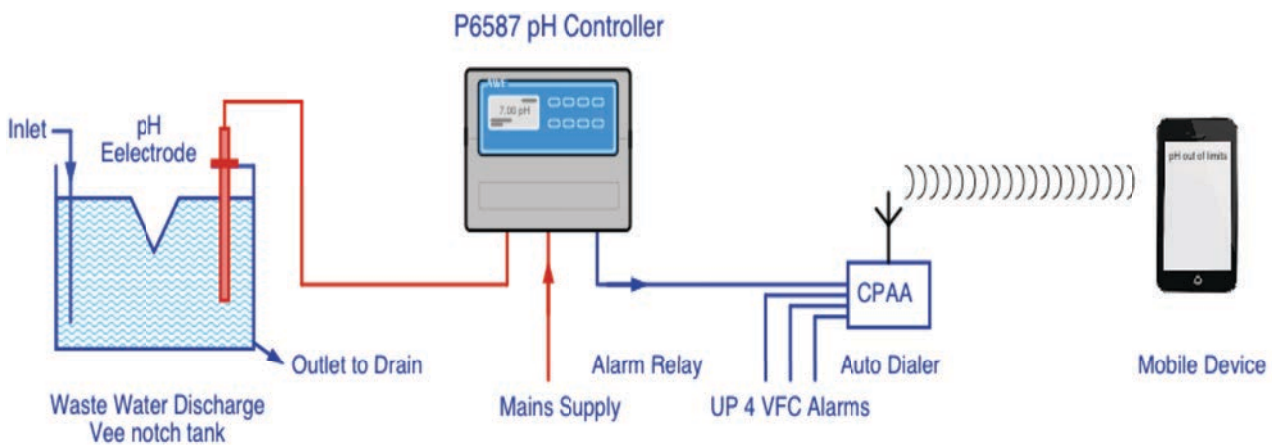 P6587 pH Controller
7.00 pH
Inlet
pH
Eelectrode
pH out of limits
CPAA
Outlet to Drain
Alarm Relay
Auto Dialer
Mobile Device
Waste Water Discharge
Vee notch tank
Mains Supply
UP 4 VFC Alarms